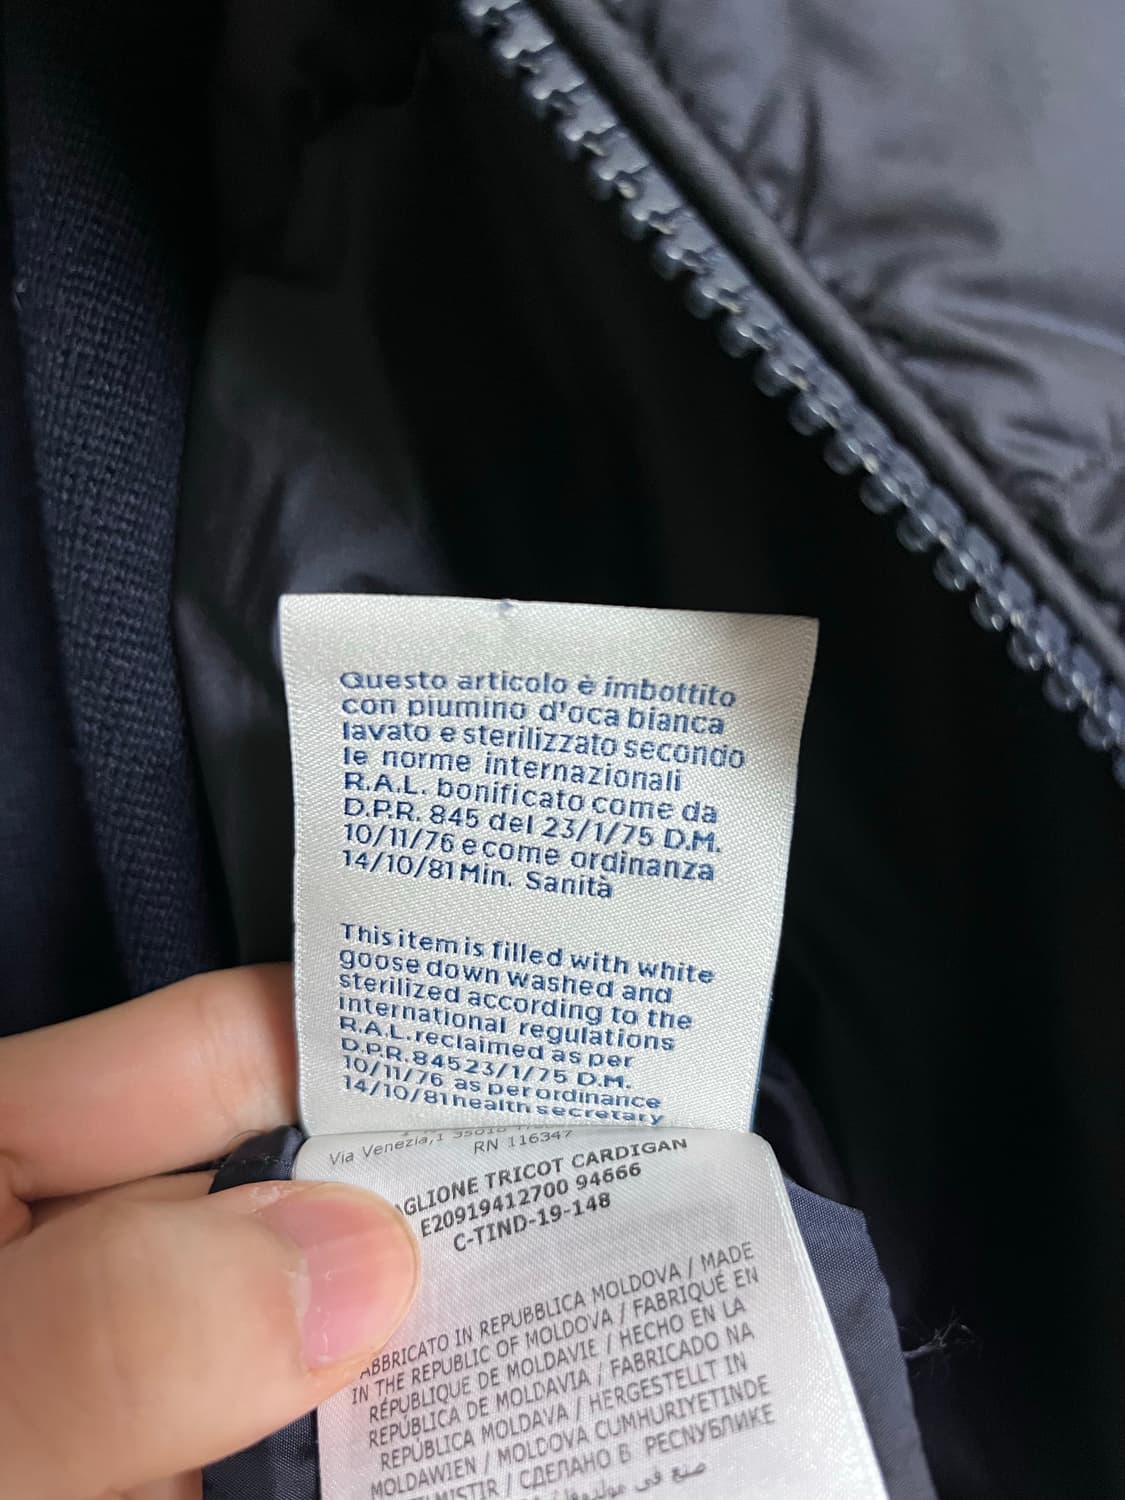 Questo articolo è imbottito
con piumino d'oca bianca
lavato e sterilizzato secondo
le norme internazionali
R.A.L. bonificato come da
D.P.R. 845 del 23/1/75 D.M.
10/11/76 e come ordinanza
14/10/81 Min. Sanità
This item is filled with white
goose down washed and
sterilized according to the
international regulations
R.A.L. reclaimed as per
D.P.R. 845 23/1/75 D.M.
10/11/76 as per ordinance
14/10/81 health secretary
Via Venezia,1
RN 116347
AGLIONE TRICOT CARDIGAN
E20919412700 94666
C-TIND-19-148
ABBRICATO IN REPUBBLICA MOLDOVA / MADE
IN THE REPUBLIC OF MOLDOVA / FABRIQUÉ EN
RÉPUBLIQUE DE MOLDAVIE / HECHO EN LA
REPÚBLICA DE MOLDAVIA / FABRICADO NA
REPÚBLICA MOLDAVA / HERGESTELLT IN
MOLDAWIEN / MOLDOVA CUMHURIYETINDE
LMISTIR / СДЕЛАНО В РЕСПУБЛИКЕ
صنع في